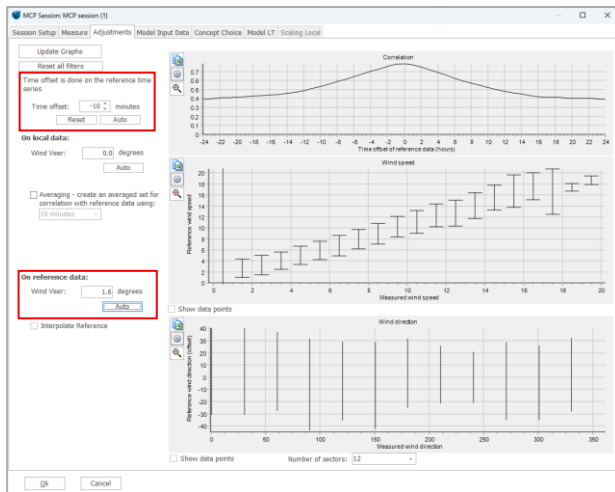 MCP Session: MCP session (1)
Session Setup Measure Adjustments Model Input Data Concept Choice Model LT Scaling Local
Update Graphs
Reset all filters
Time offset is done on the reference time
series
Time offset: -10 minutes
Reset Auto
On local data:
Wind Veer: 0.0 degrees
Auto
Averaging - create an averaged set for
correlation with reference data using:
10 minutes
On reference data:
Wind Veer: 1.6 degrees
Auto
Interpolate Reference
Correlation
0.7
0.6
0.5
0.4
0.3
0.2
0.1
0
-24 -22 -20 -18 -16 -14 -12 -10 -8 -6 -4 -2 0 2 4 6 8 10 12 14 16 18 20 22 24
Time offset of reference data (hours)
Wind speed
Reference wind speed
20
18
16
14
12
10
8
6
4
2
0
2 4 6 8 10 12 14 16 18 20
Measured wind speed
Show data points
Wind direction
Reference wind direction (offset)
40
30
20
10
0
-10
-20
-30
-40
0 50 100 150 200 250 300 350
Measured wind direction
Show data points Number of sectors: 12
Ok Cancel